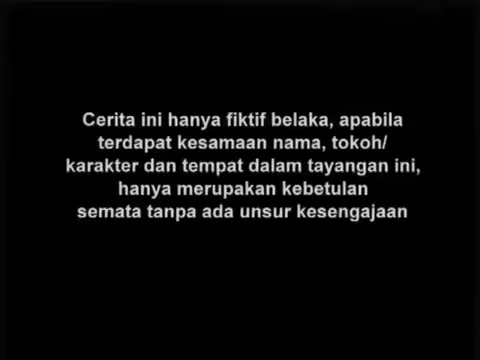 Cerita ini hanya fiktif belaka, apabila
terdapat kesamaan nama, tokoh/
karakter dan tempat dalam tayangan ini,
hanya merupakan kebetulan
semata tanpa ada unsur kesengajaan